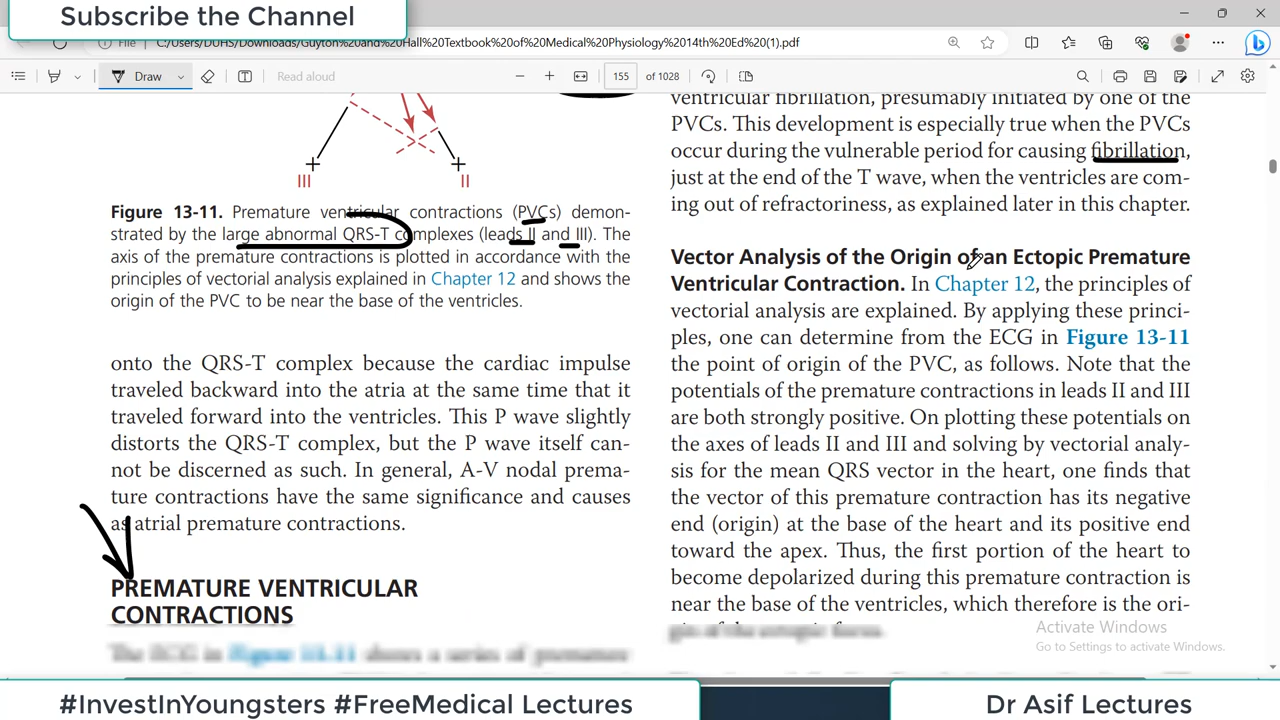 Subscribe the Channel
File
C:/Users/DUHS/Downloads/Guyton%20and%20Hall%20Textbook%20of%20Medical%20Physiology%2014th%20Ed%20(1).pdf
Draw
Read aloud
155 of 1028
III
II
Figure 13-11. Premature ventricular contractions (PVCs) demon-
strated by the large abnormal QRS-T complexes (leads II and III). The
axis of the premature contractions is plotted in accordance with the
principles of vectorial analysis explained in Chapter 12 and shows the
origin of the PVC to be near the base of the ventricles.
onto the QRS-T complex because the cardiac impulse
traveled backward into the atria at the same time that it
traveled forward into the ventricles. This P wave slightly
distorts the QRS-T complex, but the P wave itself can-
not be discerned as such. In general, A-V nodal prema-
ture contractions have the same significance and causes
as atrial premature contractions.
PREMATURE VENTRICULAR
CONTRACTIONS
The ECG in Figure 13-11 shows a series of premature
ventricular fibrillation, presumably initiated by one of the
PVCs. This development is especially true when the PVCs
occur during the vulnerable period for causing fibrillation,
just at the end of the T wave, when the ventricles are com-
ing out of refractoriness, as explained later in this chapter.
Vector Analysis of the Origin of an Ectopic Premature
Ventricular Contraction. In Chapter 12, the principles of
vectorial analysis are explained. By applying these princi-
ples, one can determine from the ECG in Figure 13-11
the point of origin of the PVC, as follows. Note that the
potentials of the premature contractions in leads II and III
are both strongly positive. On plotting these potentials on
the axes of leads II and III and solving by vectorial analy-
sis for the mean QRS vector in the heart, one finds that
the vector of this premature contraction has its negative
end (origin) at the base of the heart and its positive end
toward the apex. Thus, the first portion of the heart to
become depolarized during this premature contraction is
near the base of the ventricles, which therefore is the ori-
gin of the ectopic focus.
Activate Windows
Go to Settings to activate Windows.
#InvestInYoungsters #FreeMedical Lectures
Dr Asif Lectures